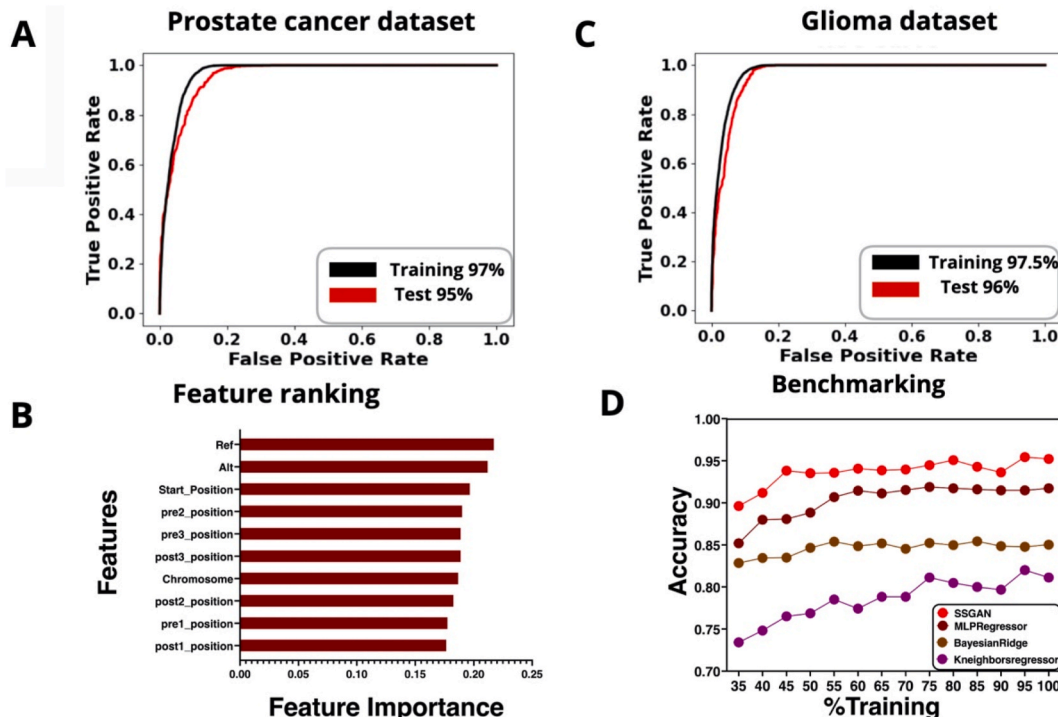 A
Prostate cancer dataset
True Positive Rate
1.0
0.8
0.6
0.4
0.2
0.0
Training 97%
Test 95%
0.0 0.2 0.4 0.6 0.8 1.0
False Positive Rate
C
Glioma dataset
True Positive Rate
1.0
0.8
0.6
0.4
0.2
0.0
Training 97.5%
Test 96%
0.0 0.2 0.4 0.6 0.8 1.0
False Positive Rate
B
Feature ranking
Features
Ref
Alt
Start_Position
pre2_position
pre3_position
post3_position
Chromosome
post2_position
pre1_position
post1_position
0.00 0.05 0.10 0.15 0.20 0.25
Feature Importance
D
Benchmarking
Accuracy
1.00
0.95
0.90
0.85
0.80
0.75
0.70
SSGAN
MLPRegressor
BayesianRidge
Kneighborsregressor
35 40 45 50 55 60 65 70 75 80 85 90 95 100
%Training